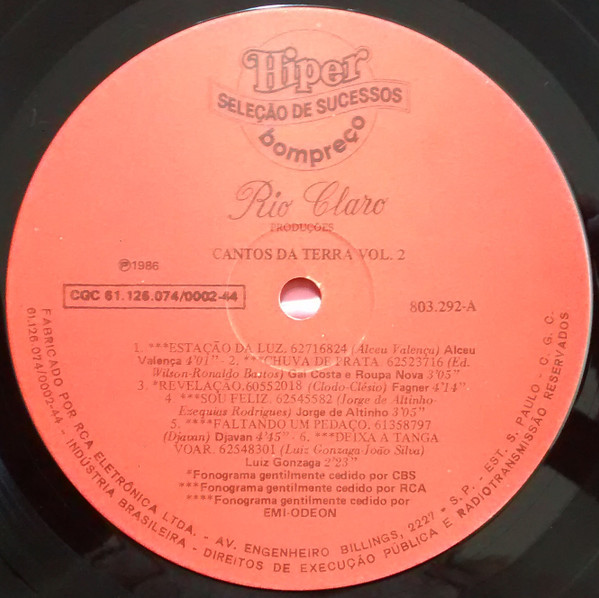 Hiper
SELEÇÃO DE SUCESSOS
bompreço
Rio Claro
PRODUÇÕES
CANTOS DA TERRA VOL. 2
℗1986
CGC 61.126.074/0002-44
803.292-A
1. ***ESTAÇÃO DA LUZ. 62716824 (Alceu Valença) Alceu
Valença 4'01" - 2. ***CHUVA DE PRATA 62523716 (Ed.
Wilson-Ronaldo Bastos) Gal Costa e Roupa Nova 3'05"
3. *REVELAÇÃO. 60552018 (Clodo-Clésio) Fagner 4'14"
4. ***SOU FELIZ. 62545582 (Jorge de Altinho-
Ezequias Rodrigues) Jorge de Altinho 3'05"
5. ****FALTANDO UM PEDAÇO. 61358797
(Djavan) Djavan 4'45" - 6. ***DEIXA A TANGA
VOAR. 62548301 (Luiz Gonzaga-João Silva)
Luiz Gonzaga 2'23"
*Fonograma gentilmente cedido por CBS
***Fonograma gentilmente cedido por RCA
****Fonograma gentilmente cedido por
EMI-ODEON
FABRICADO POR RCA ELETRÔNICA LTDA. - AV. ENGENHEIRO BILLINGS, 2227 - S.P. - EST. S. PAULO - C.G.C.
61.126.074/0002-44 - INDÚSTRIA BRASILEIRA - DIREITOS DE EXECUÇÃO PÚBLICA E RADIOTRANSMISSÃO RESERVADOS